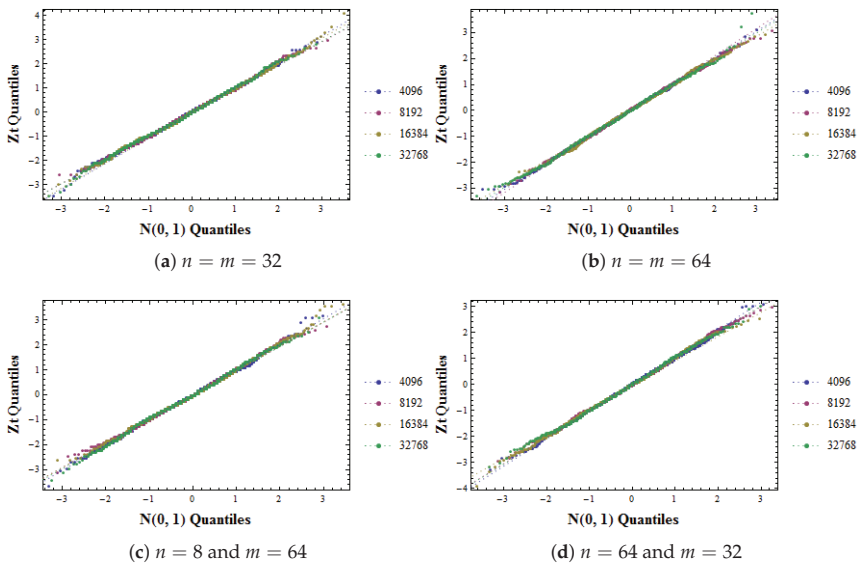 4
3
2
1
0
−1
−2
−3
Zt Quantiles
−3 −2 −1 0 1 2 3
N(0, 1) Quantiles
4096
8192
16384
32768
(a) n = m = 32
3
2
1
0
−1
−2
−3
Zt Quantiles
−3 −2 −1 0 1 2 3
N(0, 1) Quantiles
4096
8192
16384
32768
(b) n = m = 64
3
2
1
0
−1
−2
−3
Zt Quantiles
−3 −2 −1 0 1 2 3
N(0, 1) Quantiles
4096
8192
16384
32768
(c) n = 8 and m = 64
3
2
1
0
−1
−2
−3
−4
Zt Quantiles
−3 −2 −1 0 1 2 3
N(0, 1) Quantiles
4096
8192
16384
32768
(d) n = 64 and m = 32